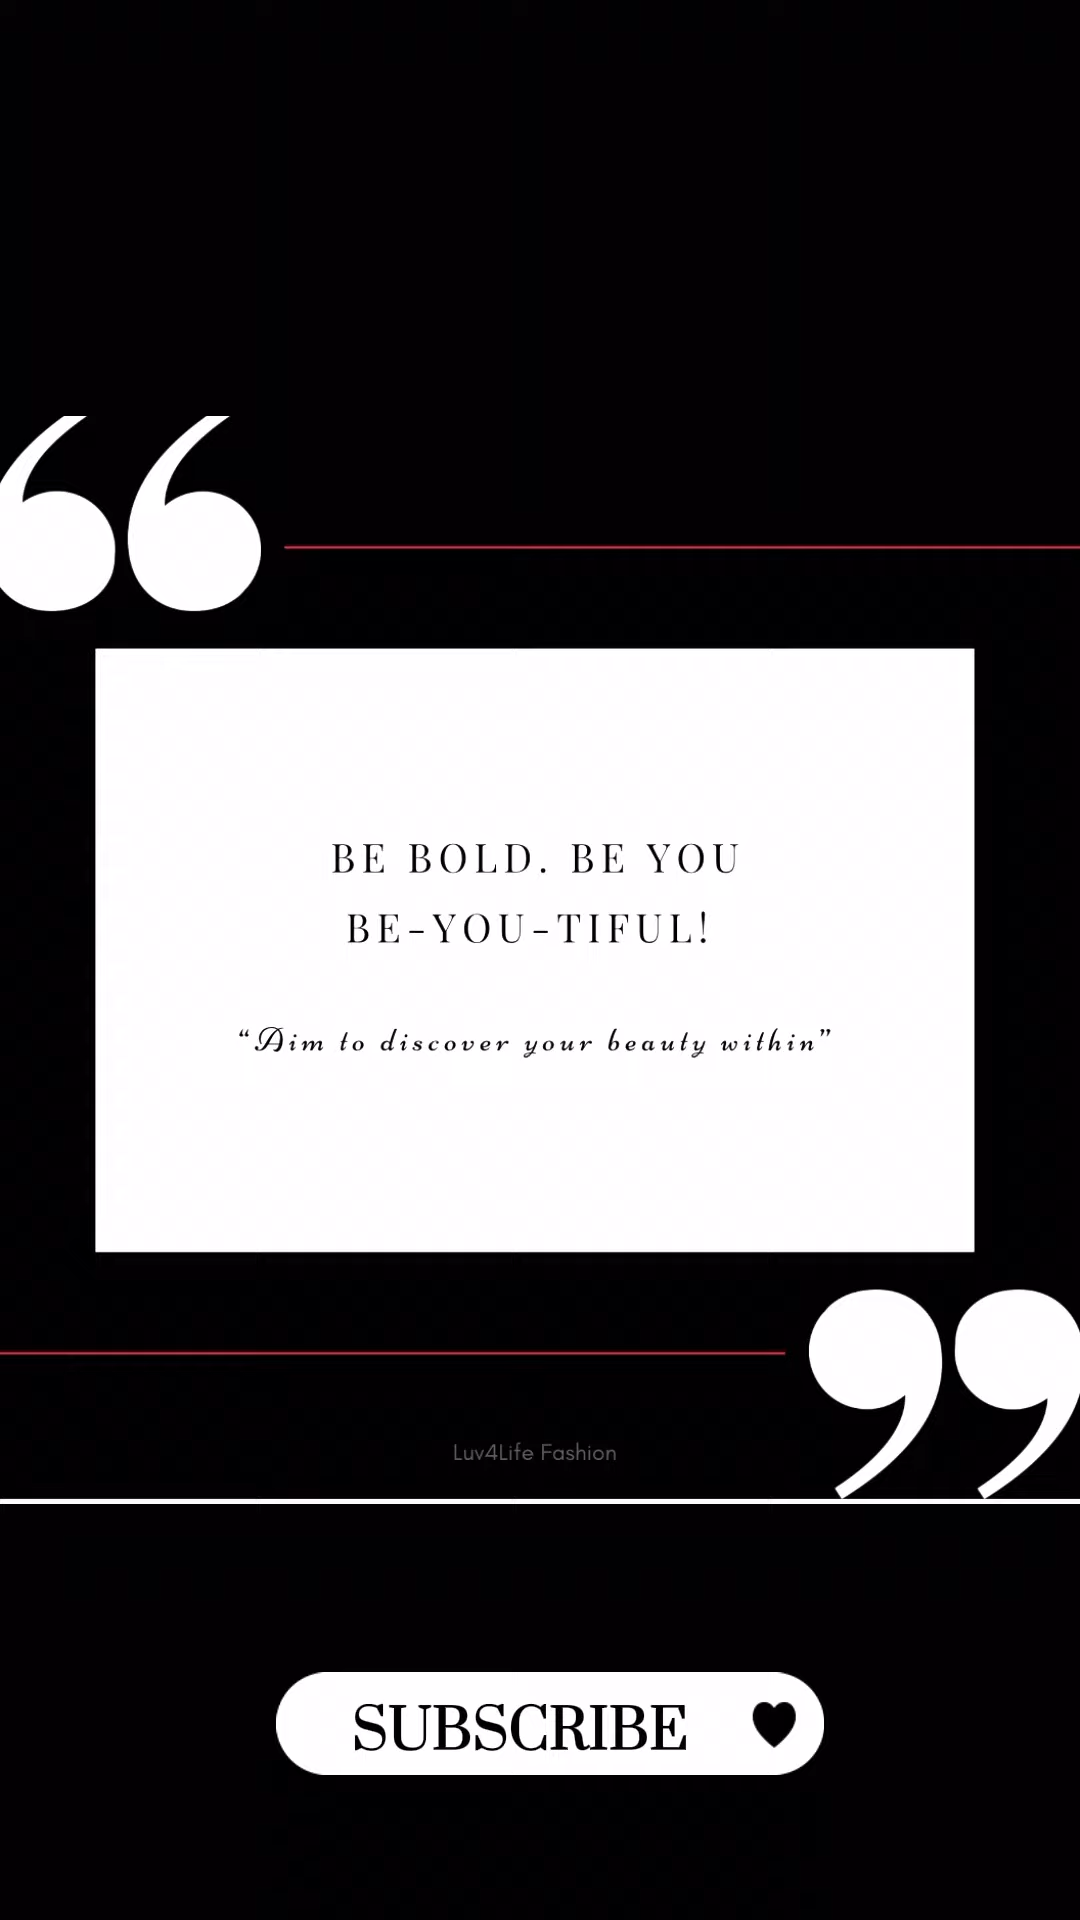 BE BOLD. BE YOU
BE-YOU-TIFUL!
“Aim to discover your beauty within”
Luv4Life Fashion
SUBSCRIBE